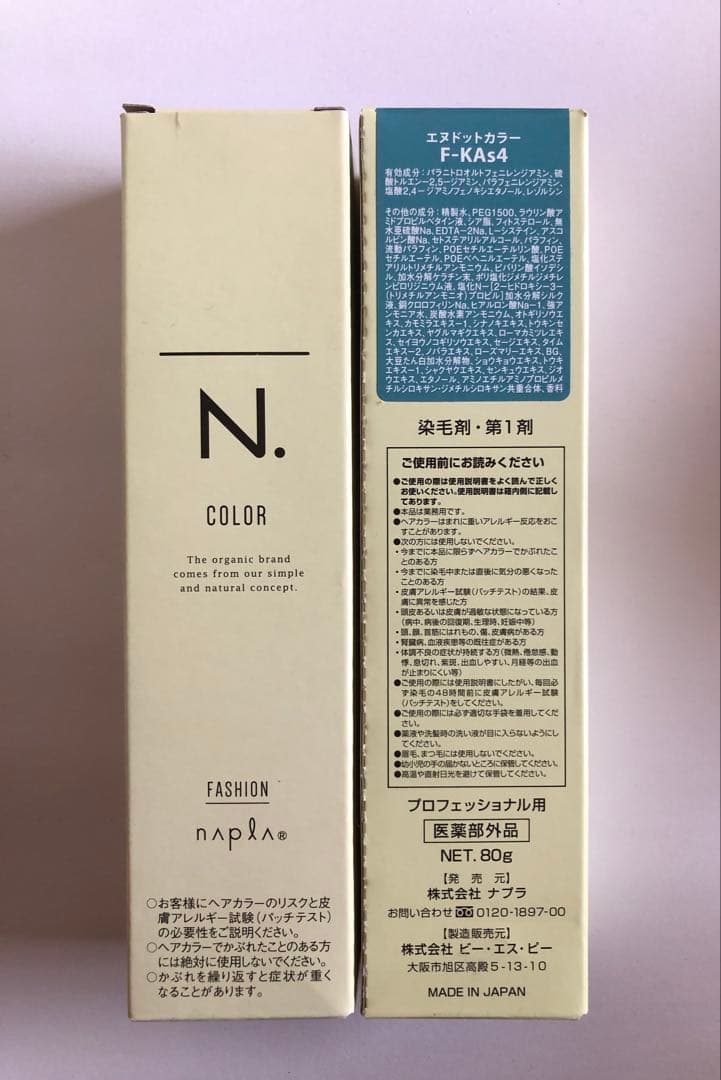 N.
COLOR
The organic brand
comes from our simple
and natural concept.
FASHION
napla®
○お客様にヘアカラーのリスクと皮
膚アレルギー試験(パッチテスト)
の必要性をご説明ください。
○ヘアカラーでかぶれたことのある方
には絶対に使用しないでください。
○かぶれを繰り返すと症状が重く
なることがあります。
エヌドットカラー
F-KAs4
有効成分:パラニトロオルトフェニレンジアミン、硫
酸トルエン-2,5-ジアミン、パラフェニレンジアミン、
塩酸2,4-ジアミノフェノキシエタノール、レゾルシン
その他の成分:精製水、PEG1500、ラウリン酸ア
ミドプロピルベタイン液、シア脂、フィトステロール、無
水亜硫酸Na、EDTA-2Na、L-システイン、アスコ
ルビン酸Na、セトステアリルアルコール、パラフィン、
流動パラフィン、POEセチルエーテルリン酸、POE
セチルエーテル、POEベヘニルエーテル、塩化ステ
アリルトリメチルアンモニウム、ピバリン酸イソデシ
ル、加水分解ケラチン末、ポリ塩化ジメチルジメチレ
ンピロリジニウム液、塩化N-[2-ヒドロキシ-3-
(トリメチルアンモニオ)プロピル]加水分解シルク
液、銅クロロフィリンNa、ヒアルロン酸Na-1、強ア
ンモニア水、炭酸水素アンモニウム、オトギリソウエ
キス、カモミラエキス-1、シナノキエキス、トウキンセ
ンカエキス、ヤグルマギクエキス、ローマカミツレエキ
ス、セイヨウノコギリソウエキス、セージエキス、タイム
エキス-2、ノバラエキス、ローズマリーエキス、BG、
大豆たん白加水分解物、ショウキョウエキス、トウキ
エキス-1、シャクヤクエキス、センキュウエキス、ジオ
ウエキス、エタノール、アミノエチルアミノプロピルメ
チルシロキサン・ジメチルシロキサン共重合体、香料
染毛剤・第1剤
ご使用前にお読みください
●ご使用の際は使用説明書をよく読んで正しく
お使いください。使用説明書は箱内側に記載し
てあります。
●本品は業務用です。
●ヘアカラーはまれに重いアレルギー反応をおこ
すことがあります。
●次の方には使用しないでください。
・今までに本品に限らずヘアカラーでかぶれたこ
とのある方
・今までに染毛中または直後に気分の悪くなった
ことのある方
・皮膚アレルギー試験(パッチテスト)の結果、皮
膚に異常を感じた方
・頭皮あるいは皮膚が過敏な状態になっている方
(病中、病後の回復期、生理時、妊娠中等)
・頭、顔、首筋にはれもの、傷、皮膚病がある方
・腎臓病、血液疾患等の既往症がある方
・体調不良の症状が持続する方(微熱、倦怠感、動
悸、息切れ、紫斑、出血しやすい、月経等の出血
が止まりにくい等)
●ご使用の際には使用説明書にしたがい、毎回必
ず染毛の48時間前に皮膚アレルギー試験
(パッチテスト)をしてください。
●ご使用の際には必ず適切な手袋を着用してくだ
さい。
●薬液や洗髪時の洗い液が目に入らないようにし
てください。
●眉毛、まつ毛には使用しないでください。
●幼小児の手の届かないところに保管してください。
●高温や直射日光を避けて保管してください。
プロフェッショナル用
医薬部外品
NET. 80g
【発 売 元】
株式会社 ナプラ
お問い合わせ 0120-1897-00
【製造販売元】
株式会社 ビー・エス・ピー
大阪市旭区高殿5-13-10
MADE IN JAPAN